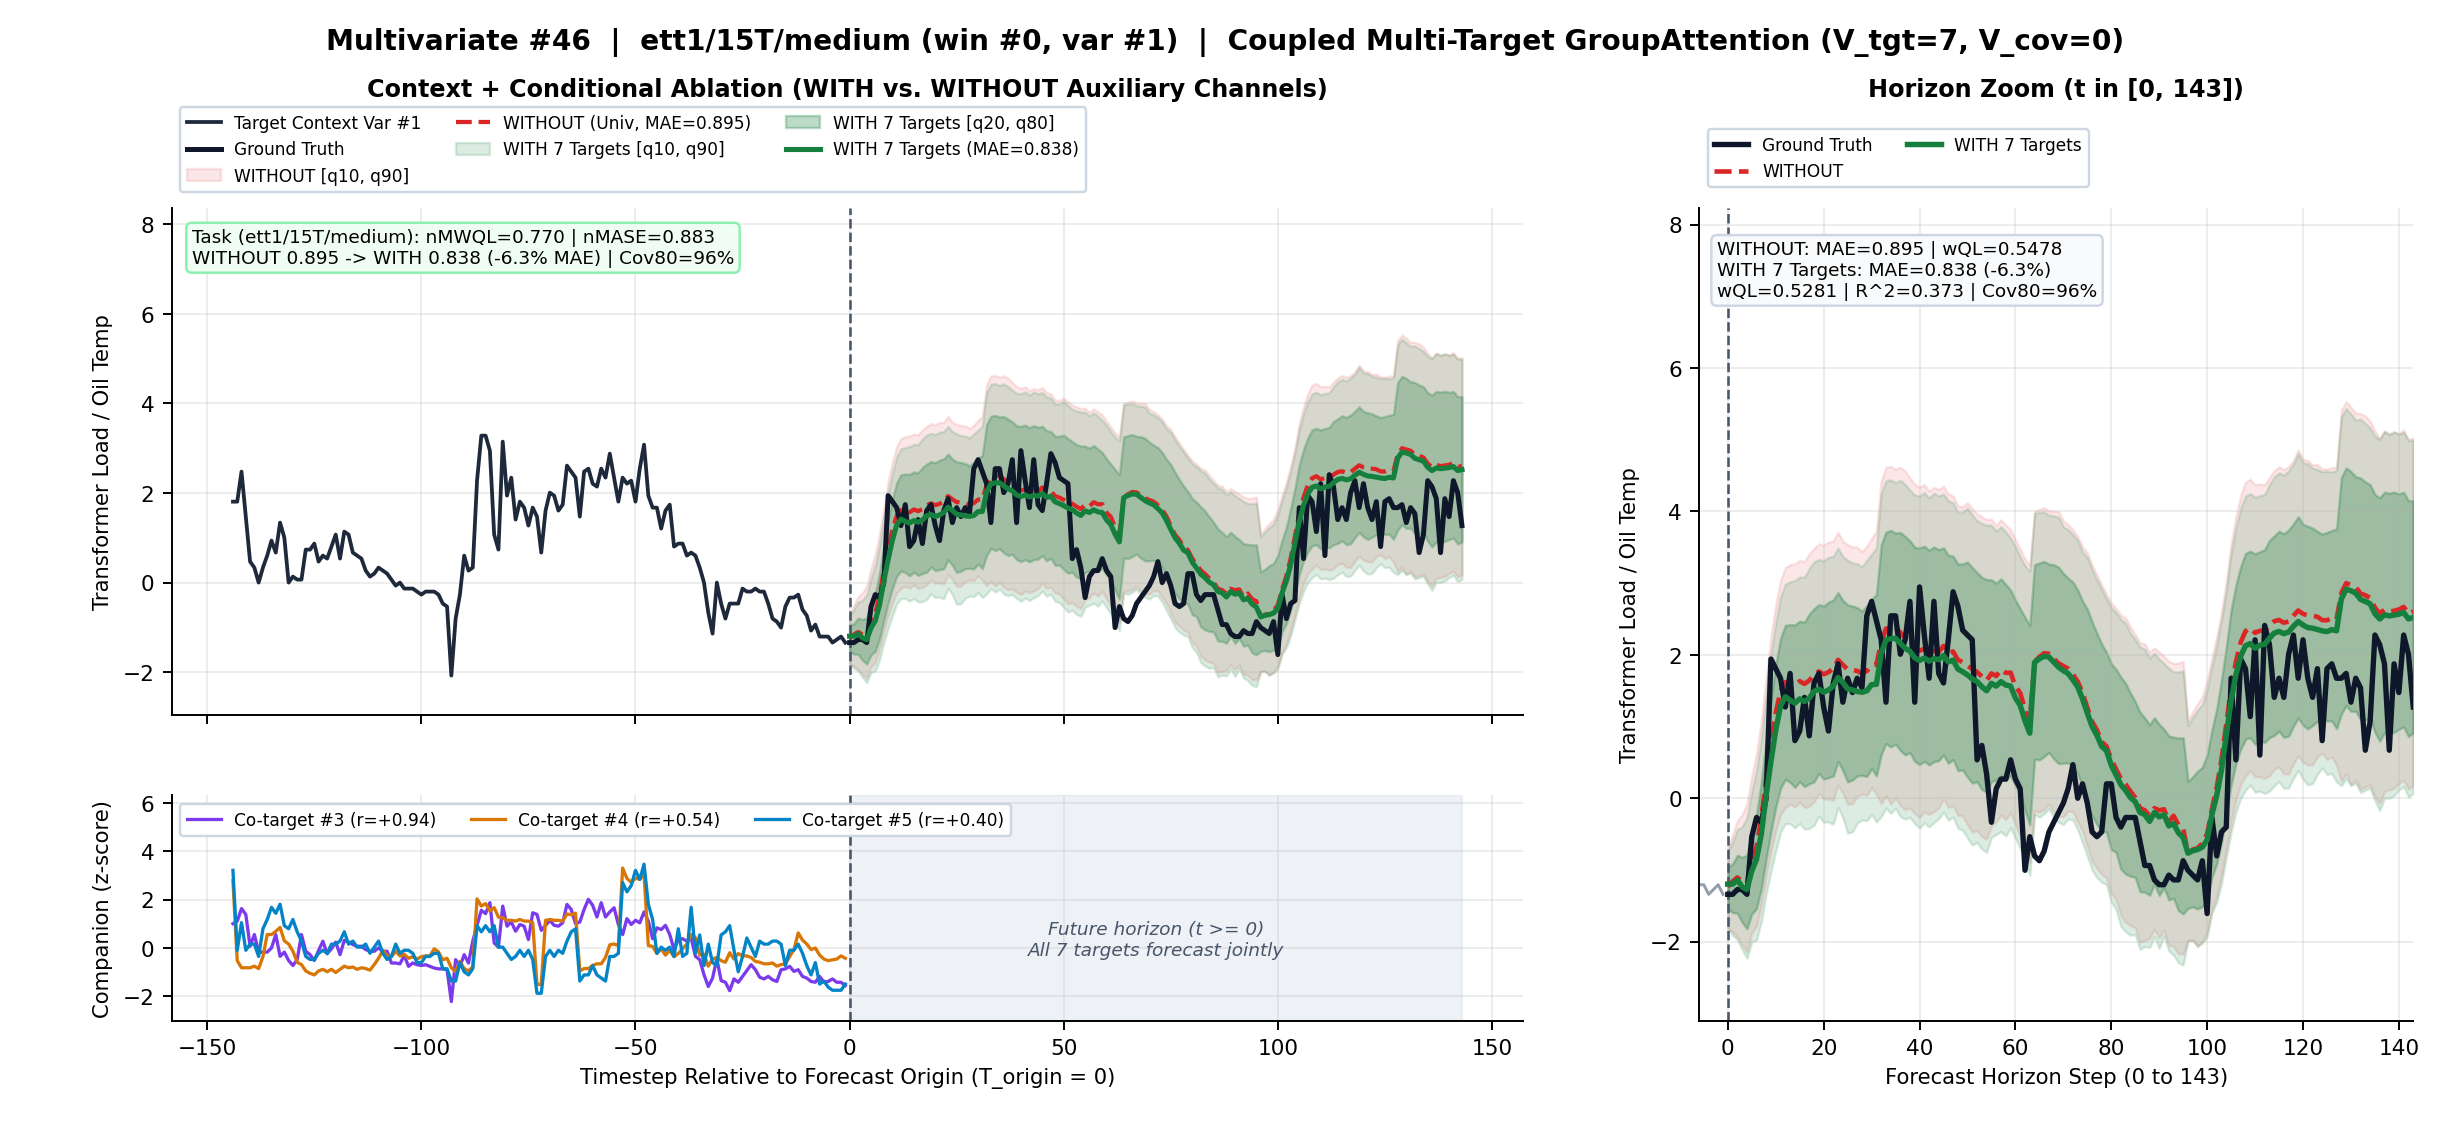 Multivariate #46 | ett1/15T/medium (win #0, var #1) | Coupled Multi-Target GroupAttention (V_tgt=7, V_cov=0)
Context + Conditional Ablation (WITH vs. WITHOUT Auxiliary Channels)
Target Context Var #1
Ground Truth
WITHOUT [q10, q90]
WITHOUT (Univ, MAE=0.895)
WITH 7 Targets [q10, q90]
WITH 7 Targets [q20, q80]
WITH 7 Targets (MAE=0.838)
Task (ett1/15T/medium): nMWQL=0.770 | nMASE=0.883
WITHOUT 0.895 -> WITH 0.838 (-6.3% MAE) | Cov80=96%
Transformer Load / Oil Temp
8
6
4
2
0
−2
Co-target #3 (r=+0.94)
Co-target #4 (r=+0.54)
Co-target #5 (r=+0.40)
Future horizon (t >= 0)
All 7 targets forecast jointly
Companion (z-score)
6
4
2
0
−2
−150
−100
−50
0
50
100
150
Timestep Relative to Forecast Origin (T_origin = 0)
Horizon Zoom (t in [0, 143])
Ground Truth
WITHOUT
WITH 7 Targets
WITHOUT: MAE=0.895 | wQL=0.5478
WITH 7 Targets: MAE=0.838 (-6.3%)
wQL=0.5281 | R^2=0.373 | Cov80=96%
Transformer Load / Oil Temp
8
6
4
2
0
−2
0
20
40
60
80
100
120
140
Forecast Horizon Step (0 to 143)